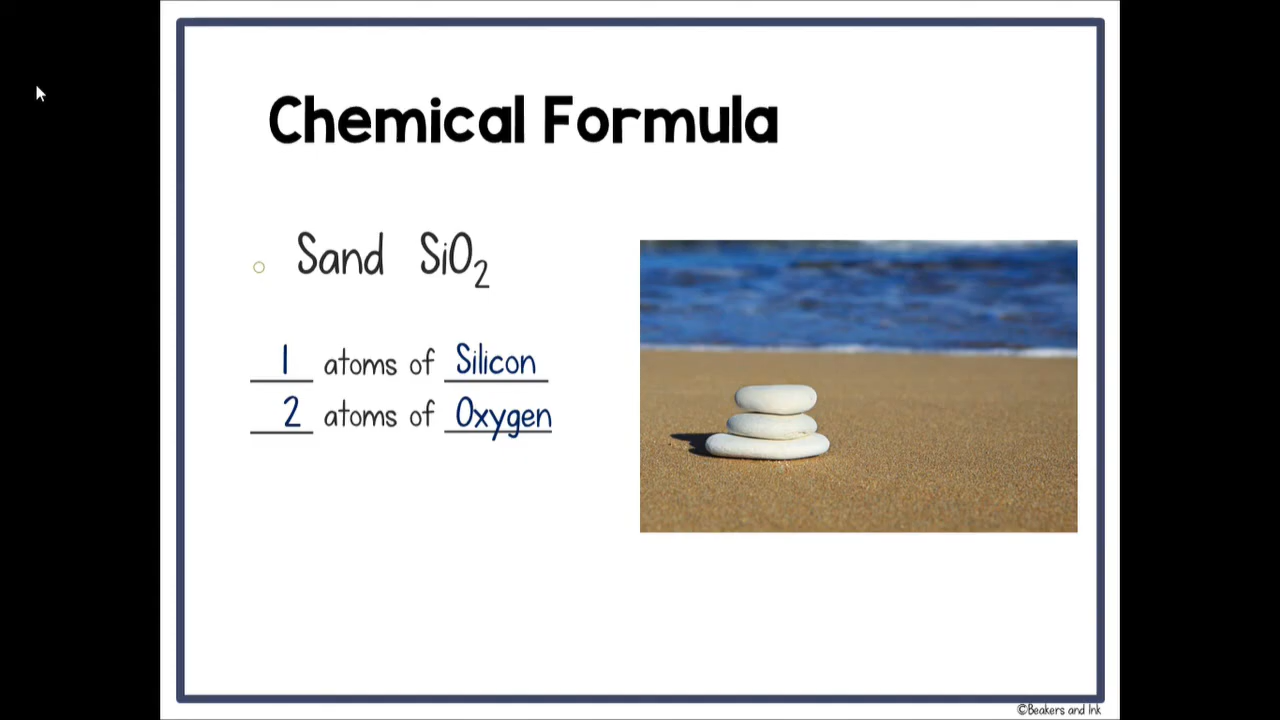 Chemical Formula
Sand SiO₂
1 atoms of Silicon
2 atoms of Oxygen
©Beakers and Ink